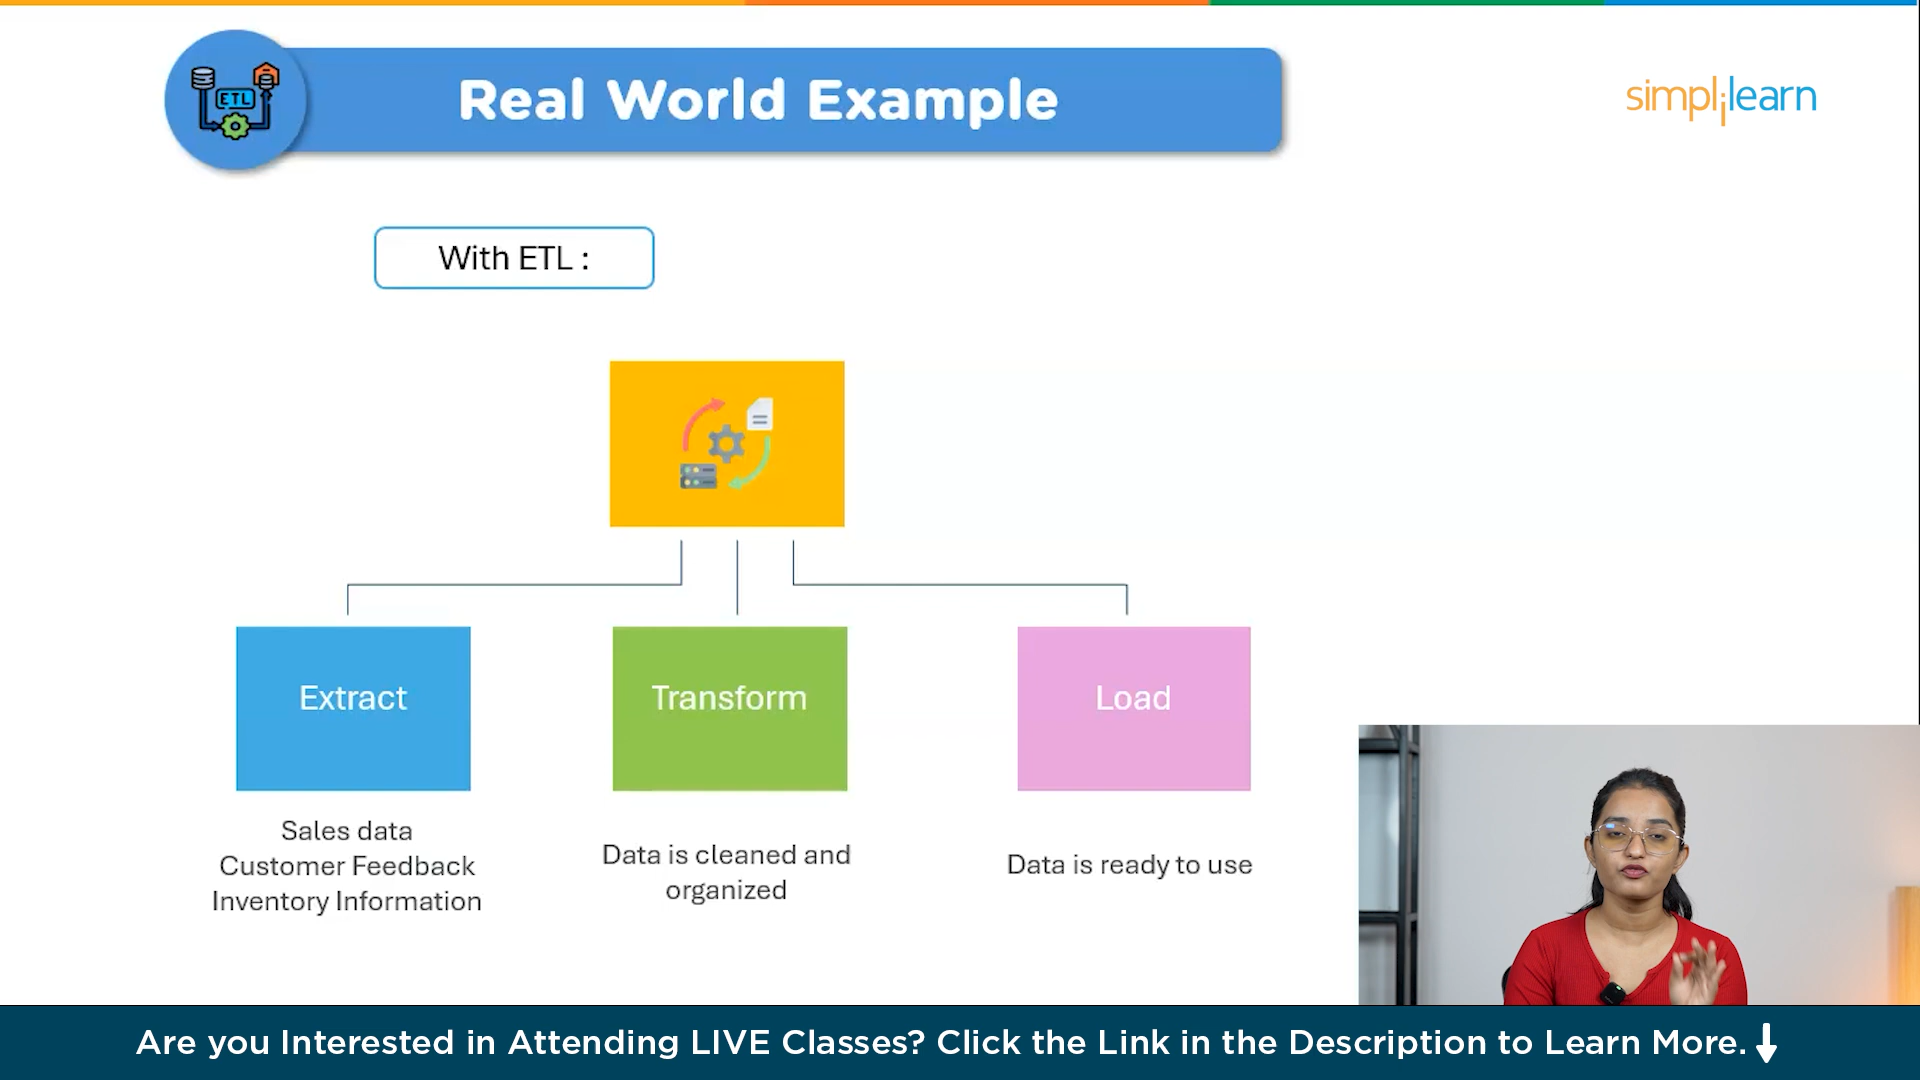 ETL
Real World Example
simplilearn
With ETL :
Extract
Transform
Load
Sales data
Customer Feedback
Inventory Information
Data is cleaned and
organized
Data is ready to use
Are you Interested in Attending LIVE Classes? Click the Link in the Description to Learn More.